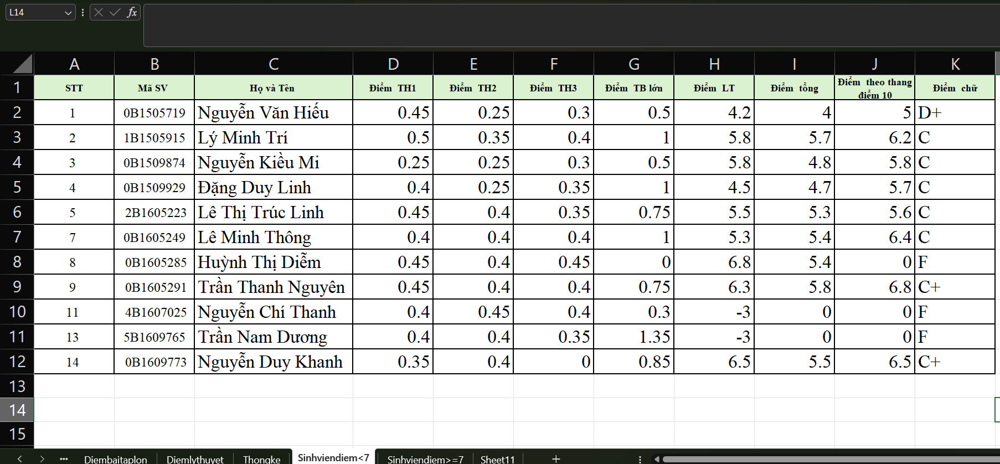 L14 fx
A B C D E F G H I J K
1 STT Mã SV Họ và Tên Điểm TH1 Điểm TH2 Điểm TH3 Điểm TB lớn Điểm LT Điểm tổng Điểm theo thang điểm 10 Điểm chữ
2 1 0B1505719 Nguyễn Văn Hiếu 0.45 0.25 0.3 0.5 4.2 4 5 D+
3 2 1B1505915 Lý Minh Trí 0.5 0.35 0.4 1 5.8 5.7 6.2 C
4 3 0B1509874 Nguyễn Kiều Mi 0.25 0.25 0.3 0.5 5.8 4.8 5.8 C
5 4 0B1509929 Đặng Duy Linh 0.4 0.25 0.35 1 4.5 4.7 5.7 C
6 5 2B1605223 Lê Thị Trúc Linh 0.45 0.4 0.35 0.75 5.5 5.3 5.6 C
7 7 0B1605249 Lê Minh Thông 0.4 0.4 0.4 1 5.3 5.4 6.4 C
8 8 0B1605285 Huỳnh Thị Diễm 0.45 0.4 0.45 0 6.8 5.4 0 F
9 9 0B1605291 Trần Thanh Nguyên 0.45 0.4 0.4 0.75 6.3 5.8 6.8 C+
10 11 4B1607025 Nguyễn Chí Thanh 0.4 0.45 0.4 0.3 -3 0 0 F
11 13 5B1609765 Trần Nam Dương 0.4 0.4 0.35 1.35 -3 0 0 F
12 14 0B1609773 Nguyễn Duy Khanh 0.35 0.4 0 0.85 6.5 5.5 6.5 C+
13
14
15
Diembaitaplon Diemlythuyet Thongke Sinhviendiem<7 Sinhviendiem>=7 Sheet11